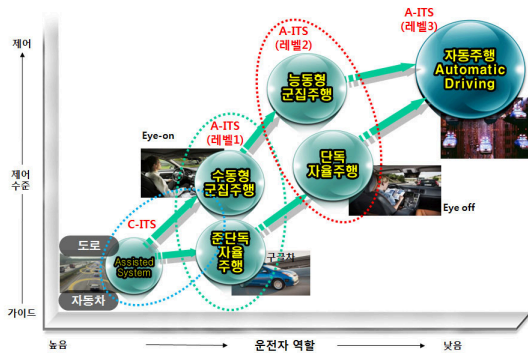 A-ITS
(레벨3)
A-ITS
(레벨2)
제어
능동형
군집주행
자동주행
Automatic
Driving
A-ITS
(레벨1)
Eye-on
단독
자율주행
제어
수준
수동형
군집주행
Eye off
C-ITS
도로
준단독
자율
주행
구글차
Assisted
System
자동차
가이드
높음
운전자 역할
낮음